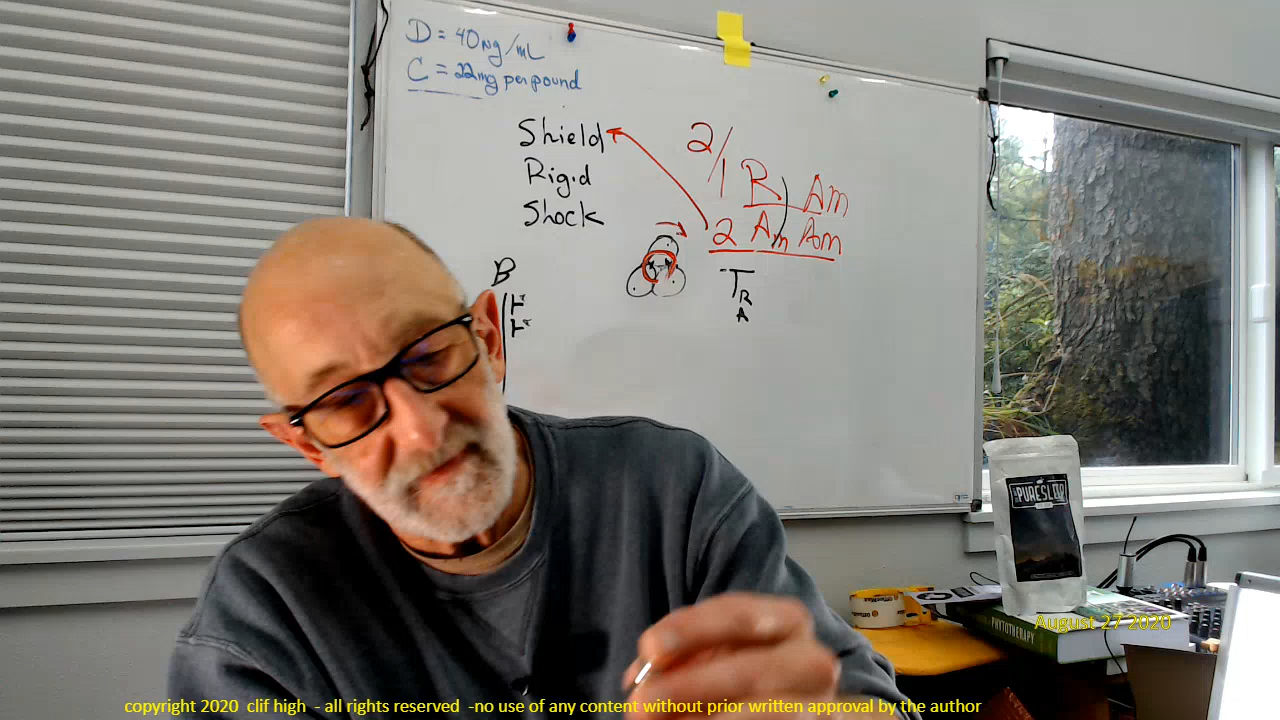 D = 40ng/mL
C = 22mg per pound
Shield
Rigid
Shock
2/1 R Am
2 Am Am
B
T
R
A
PURESLEEP
PHYTOTHERAPY
August 27 2020
copyright 2020 clif high - all rights reserved -no use of any content without prior written approval by the author